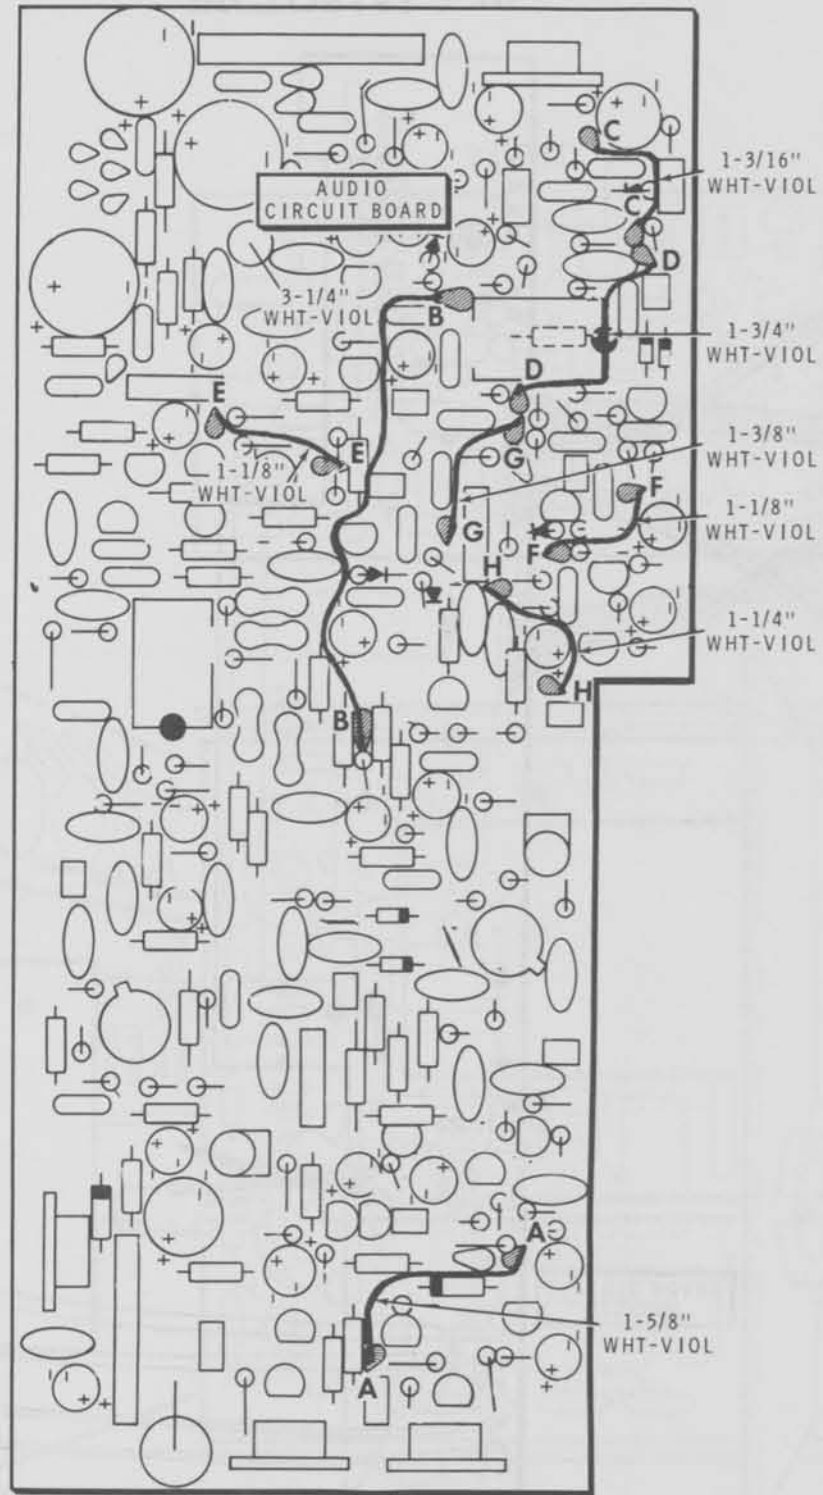 C
1-3/16"
WHT-VIOL
AUDIO
CIRCUIT BOARD
C
D
3-1/4"
WHT-VIOL
B
1-3/4"
WHT-VIOL
D
E
1-3/8"
WHT-VIOL
G
E
1-1/8"
WHT-VIOL
F
1-1/8"
WHT-VIOL
G
F
H
1-1/4"
WHT-VIOL
H
B
A
1-5/8"
WHT-VIOL
A